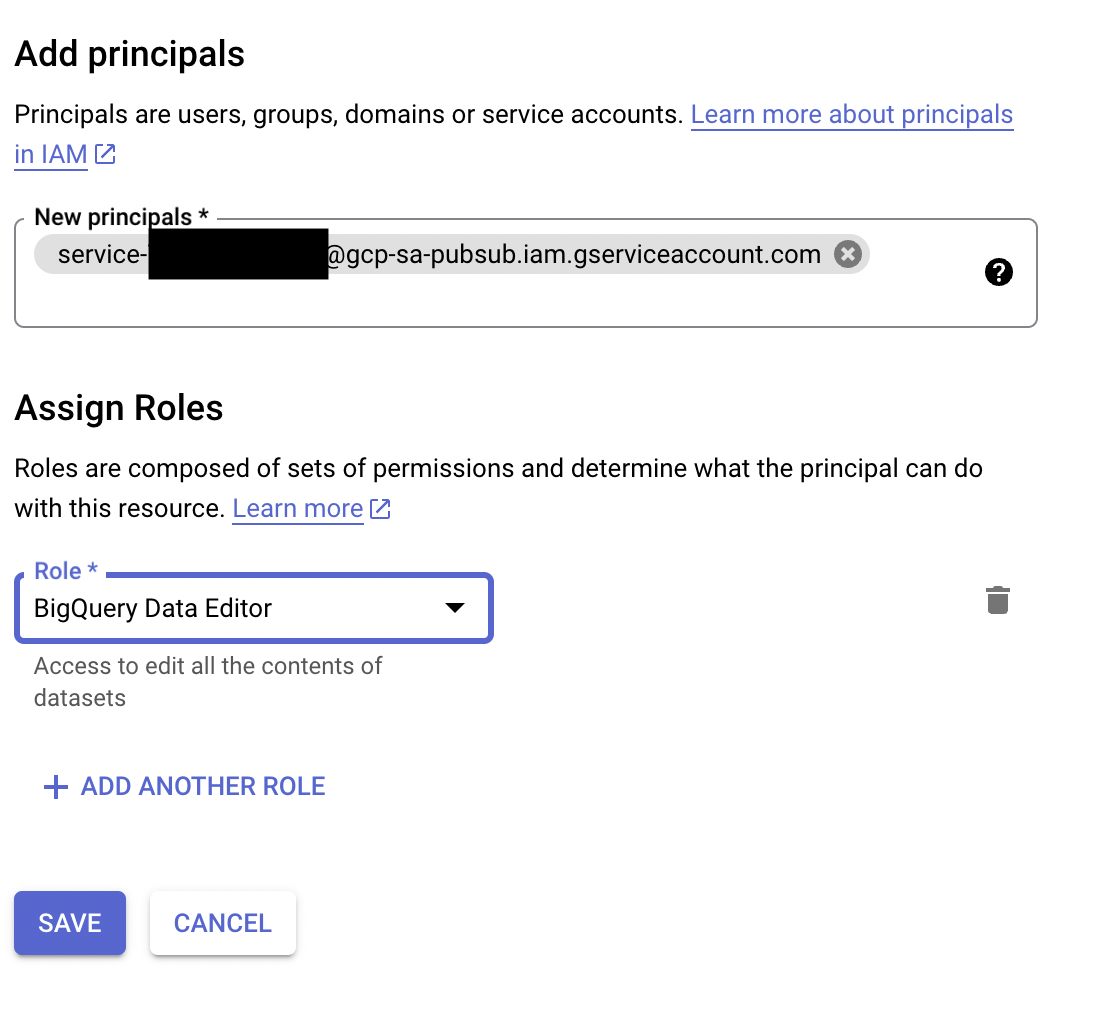 Add principals
Principals are users, groups, domains or service accounts. Learn more about principals
in IAM
New principals *
service-
@gcp-sa-pubsub.iam.gserviceaccount.com
Assign Roles
Roles are composed of sets of permissions and determine what the principal can do
with this resource. Learn more
Role *
BigQuery Data Editor
Access to edit all the contents of
datasets
ADD ANOTHER ROLE
SAVE CANCEL